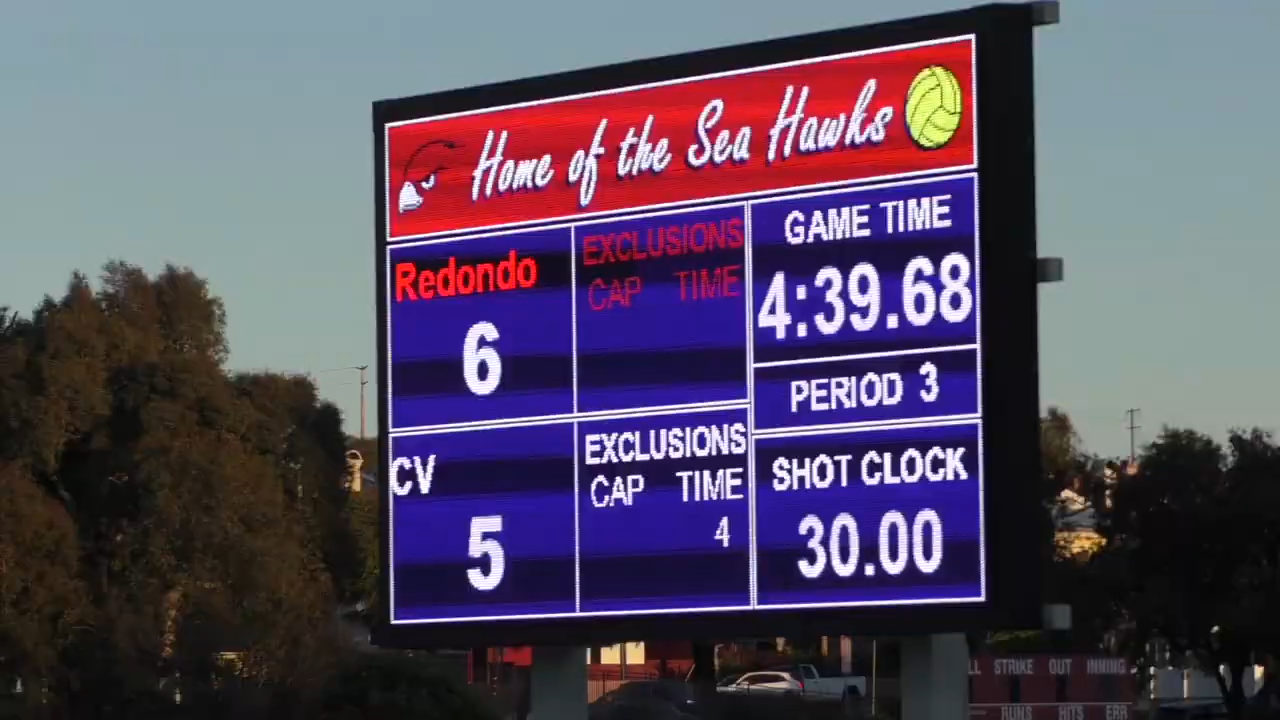 Home of the Sea Hawks
Redondo
6
EXCLUSIONS
CAP TIME
GAME TIME
4:39.68
PERIOD 3
CV
5
EXCLUSIONS
CAP TIME
4
SHOT CLOCK
30.00
STRIKE OUT INNING
RUNS HITS ERR